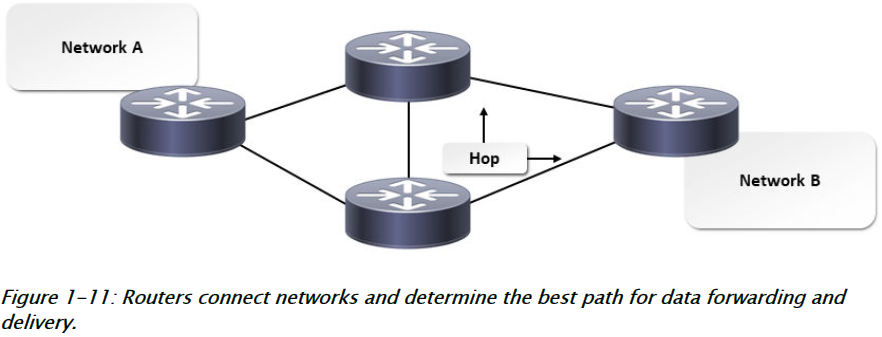 Network A
Hop
Network B
Figure 1-11: Routers connect networks and determine the best path for data forwarding and
delivery.